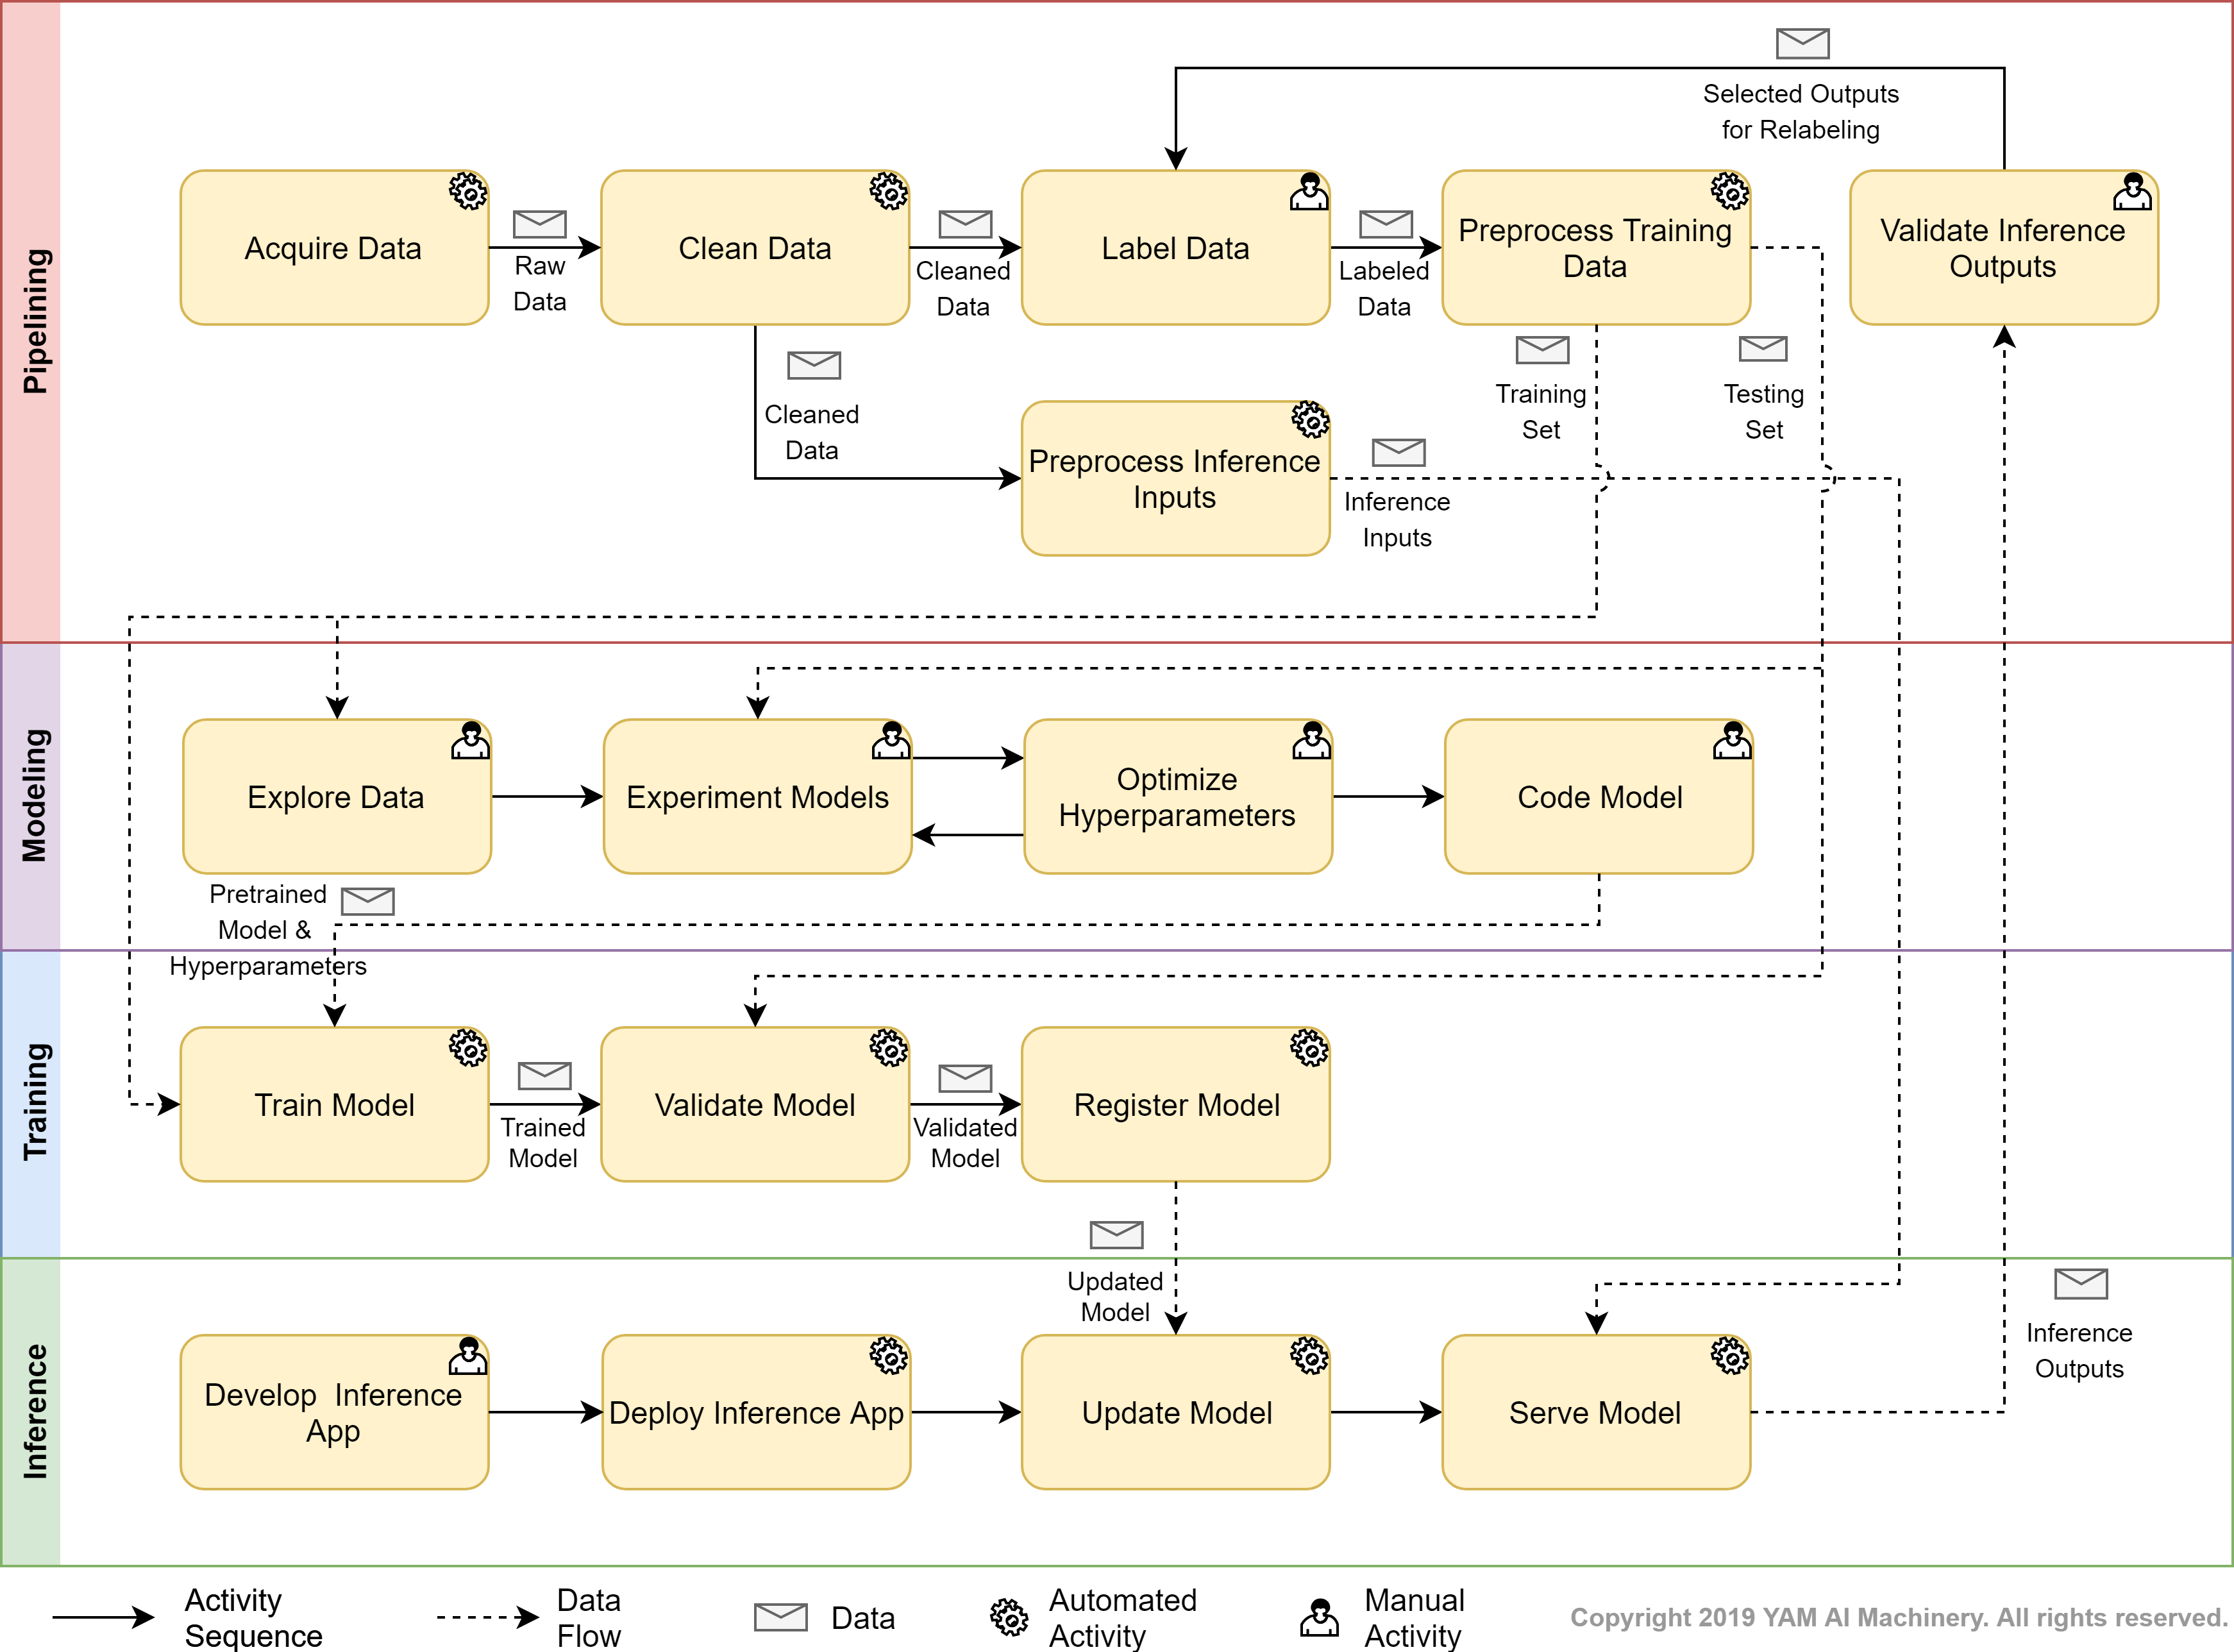 Pipelining
Selected Outputs
for Relabeling
Acquire Data
Raw
Data
Clean Data
Cleaned
Data
Label Data
Labeled
Data
Preprocess Training
Data
Validate Inference
Outputs
Cleaned
Data
Training
Set
Testing
Set
Preprocess Inference
Inputs
Inference
Inputs
Modeling
Explore Data
Experiment Models
Optimize
Hyperparameters
Code Model
Pretrained
Model &
Hyperparameters
Training
Train Model
Trained
Model
Validate Model
Validated
Model
Register Model
Updated
Model
Inference
Develop  Inference
App
Deploy Inference App
Update Model
Serve Model
Inference
Outputs
Activity
Sequence
Data
Flow
Data
Automated
Activity
Manual
Activity
Copyright 2019 YAM AI Machinery. All rights reserved.